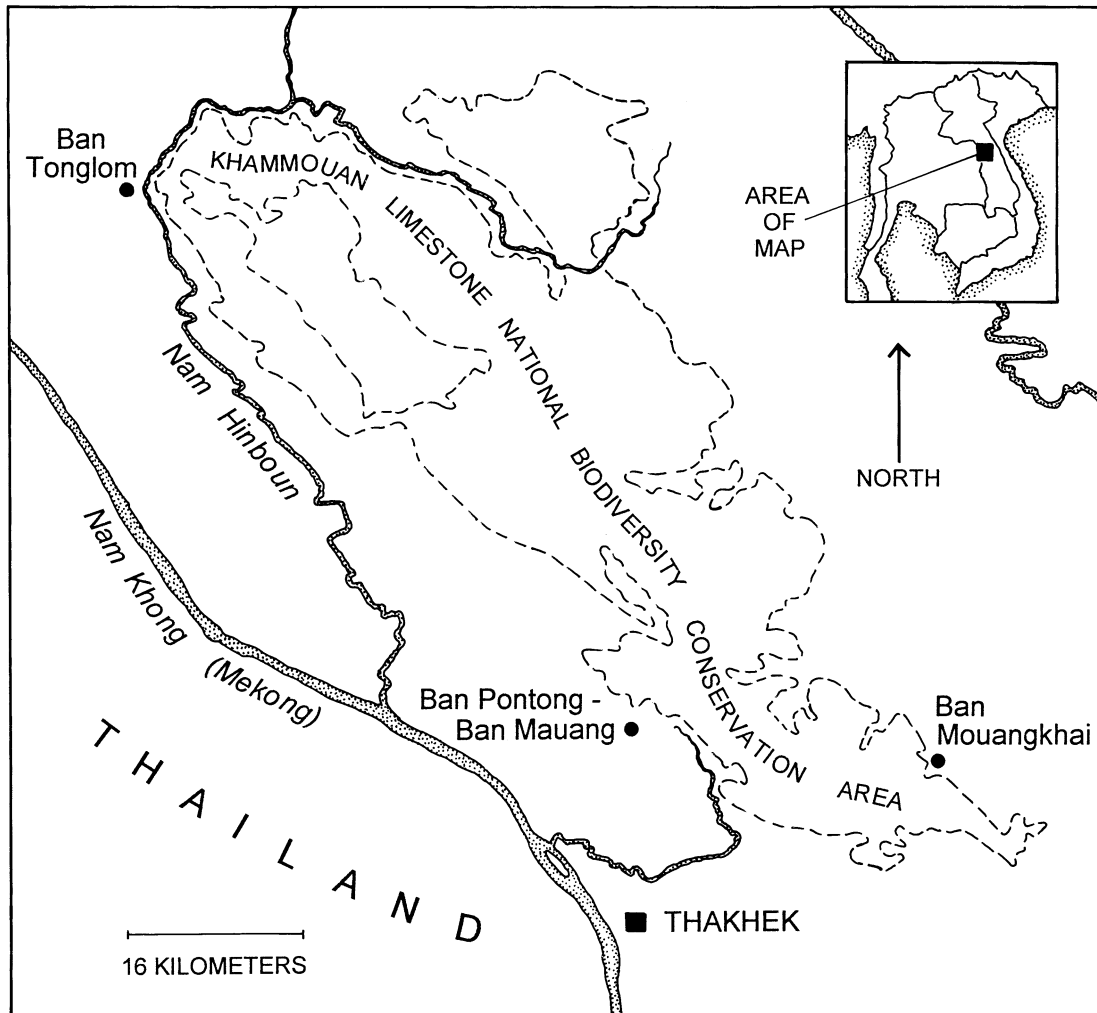 Ban
Tonglom
KHAMMOUAN LIMESTONE NATIONAL BIODIVERSITY CONSERVATION AREA
AREA
OF
MAP
NORTH
Nam Hinboun
Nam Khong (Mekong)
Ban Pontong -
Ban Mauang
Ban
Mouangkhai
THAILAND
THAKHEK
16 KILOMETERS